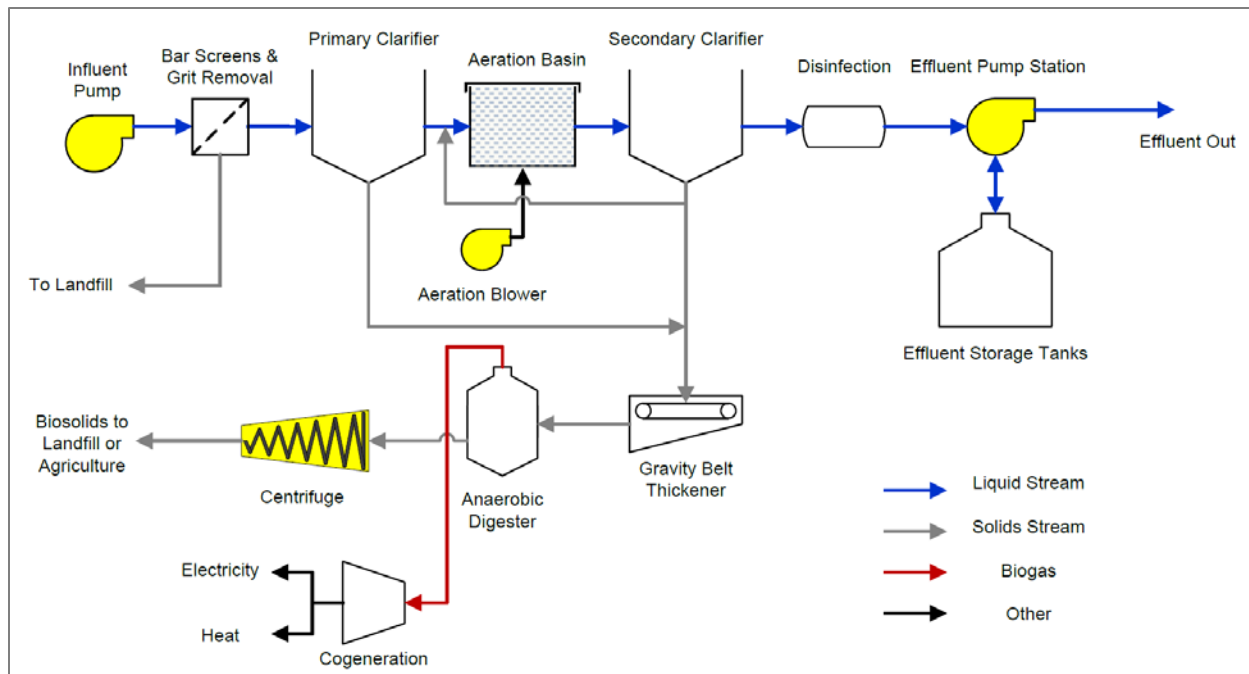 Influent
Pump
Bar Screens &
Grit Removal
Primary Clarifier
Aeration Basin
Secondary Clarifier
Disinfection
Effluent Pump Station
Effluent Out
To Landfill
Aeration Blower
Effluent Storage Tanks
Biosolids to
Landfill or
Agriculture
Centrifuge
Anaerobic
Digester
Gravity Belt
Thickener
Liquid Stream
Solids Stream
Biogas
Other
Electricity
Heat
Cogeneration